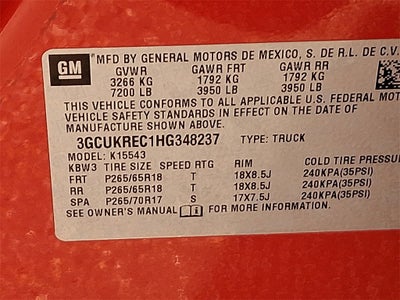 GM
MFD BY GENERAL MOTORS DE MEXICO, S. DE R.L. DE C.V.
GVWR GAWR FRT GAWR RR
3266 KG 1792 KG 1792 KG
7200 LB 3950 LB 3950 LB
THIS VEHICLE CONFORMS TO ALL APPLICABLE U.S. FEDERAL MOTOR
VEHICLE SAFETY STANDARDS IN EFFECT ON THE DATE OF
MANUFACTURE SHOWN ABOVE.
3GCUKREC1HG348237 TYPE: TRUCK
MODEL: K15543
KBW3 TIRE SIZE SPEED RTG RIM COLD TIRE PRESSURE
FRT P265/65R18 T 18X8.5J 240KPA(35PSI)
RR P265/65R18 T 18X8.5J 240KPA(35PSI)
SPA P265/70R17 S 17X7.5J 240KPA(35PSI)
SEE OWNER'S MANUAL FOR MORE INFORMATION.